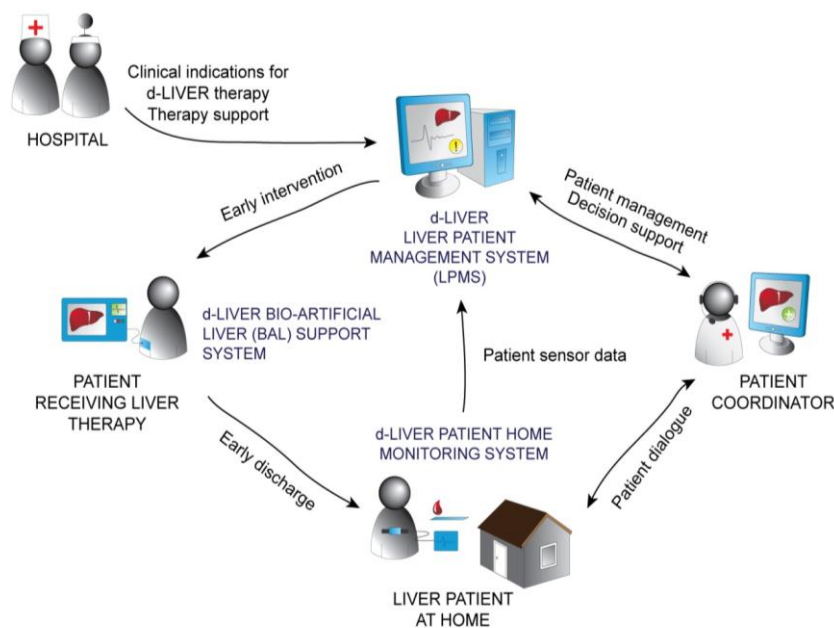 Clinical indications for
d-LIVER therapy
Therapy support
HOSPITAL
Early intervention
d-LIVER
LIVER PATIENT
MANAGEMENT SYSTEM
(LPMS)
Patient management
Decision support
d-LIVER BIO-ARTIFICIAL
LIVER (BAL) SUPPORT
SYSTEM
PATIENT
RECEIVING LIVER
THERAPY
Patient sensor data
PATIENT
COORDINATOR
Early discharge
d-LIVER PATIENT HOME
MONITORING SYSTEM
Patient dialogue
LIVER PATIENT
AT HOME